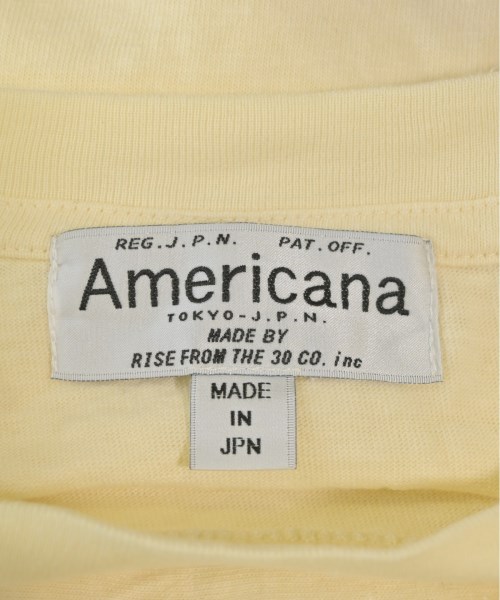 REG.J.P.N. PAT.OFF.
Americana
TOKYO-J.P.N.
MADE BY
RISE FROM THE 30 CO. inc
MADE
IN
JPN